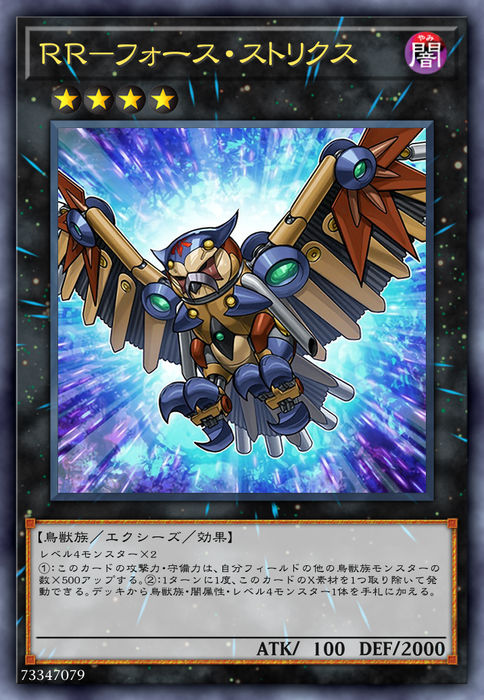 RR－フォース・ストリクス
やみ
闇
【鳥獣族／エクシーズ／効果】
レベル4モンスター×2
①：このカードの攻撃力・守備力は、自分フィールドの他の鳥獣族モンスターの
数×500アップする。②：1ターンに1度、このカードのX素材を1つ取り除いて発
動できる。デッキから鳥獣族・闇属性・レベル4モンスター1体を手札に加える。
ATK/ 100 DEF/2000
73347079